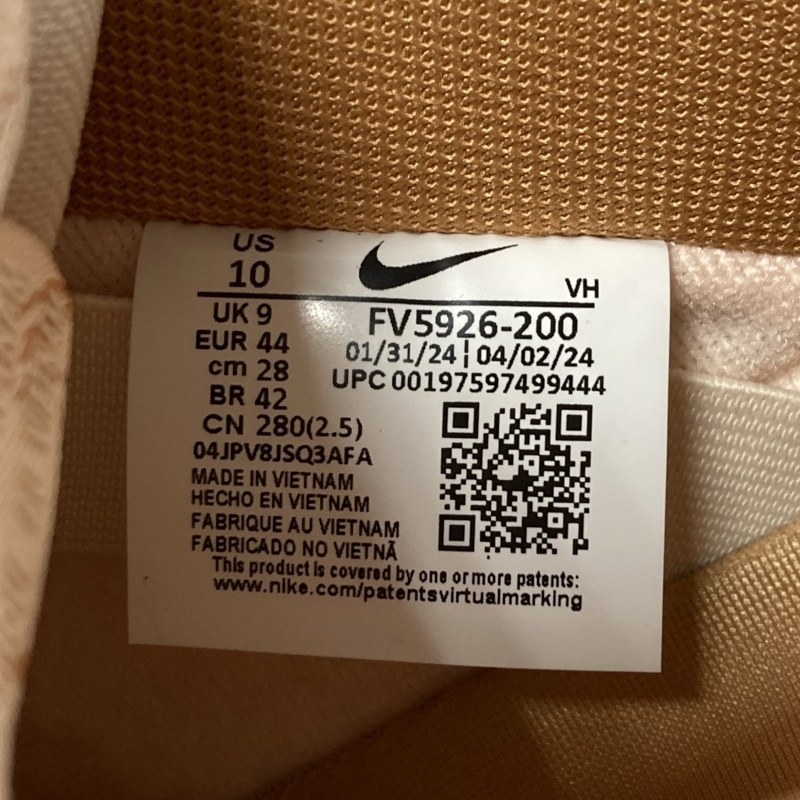 US
10
VH
UK 9
EUR 44
cm 28
BR 42
CN 280(2.5)
04JPV8JSQ3AFA
FV5926-200
01/31/24 | 04/02/24
UPC 00197597499444
MADE IN VIETNAM
HECHO EN VIETNAM
FABRIQUE AU VIETNAM
FABRICADO NO VIETNÃ
This product is covered by one or more patents:
www.nike.com/patentsvirtualmarking